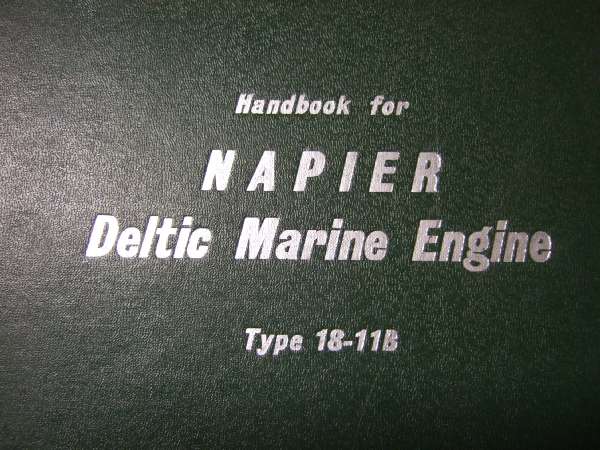 Handbook for
NAPIER
Deltic Marine Engine
Type 18-11B